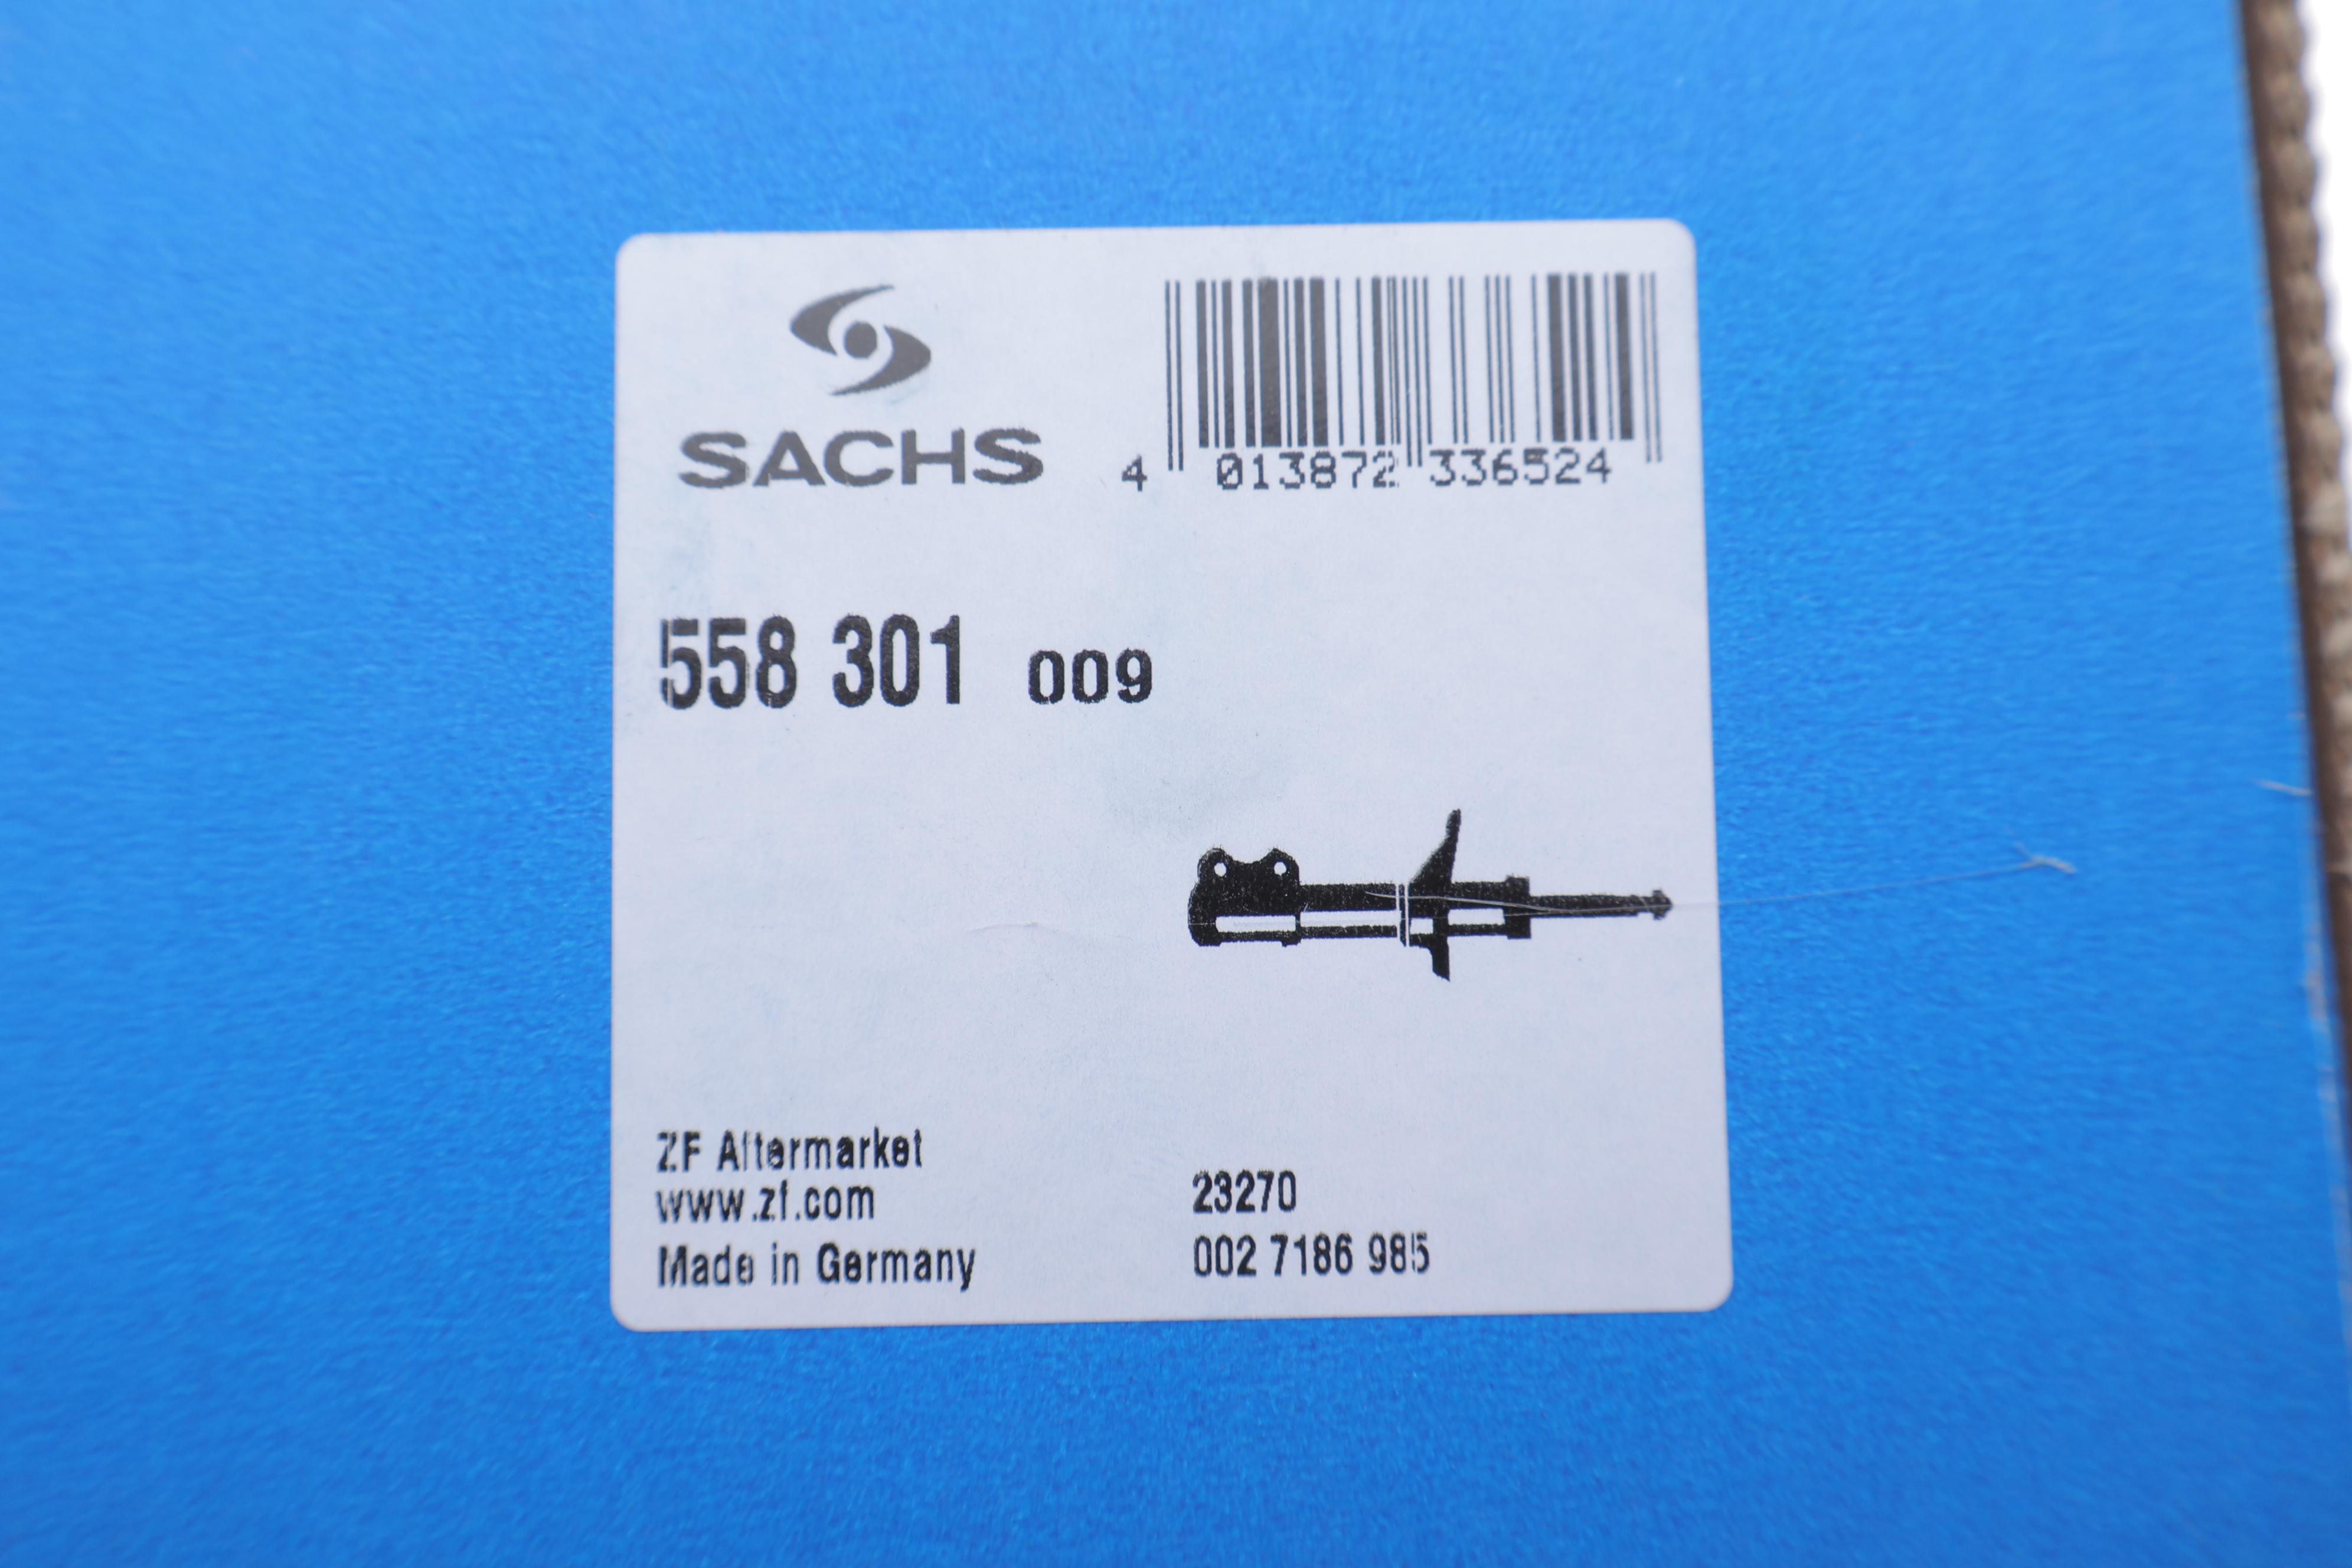 SACHS
4 013872 336524
558 301 009
ZF Aftermarket
www.zf.com
Made in Germany
23270
002 7186 985